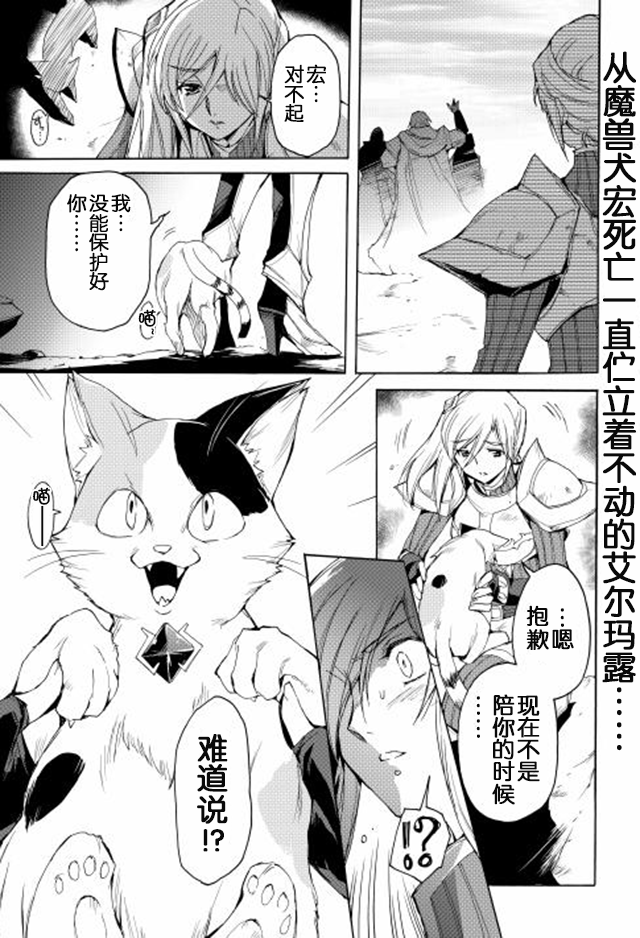 从魔兽犬宏死亡一直伫立着不动的艾尔玛露……
宏…
对不起
喵~
我…
没能保护好
你……
喵~
…嗯
抱歉
现在不是
陪你的时候
……
喵——
!?
难道说!?